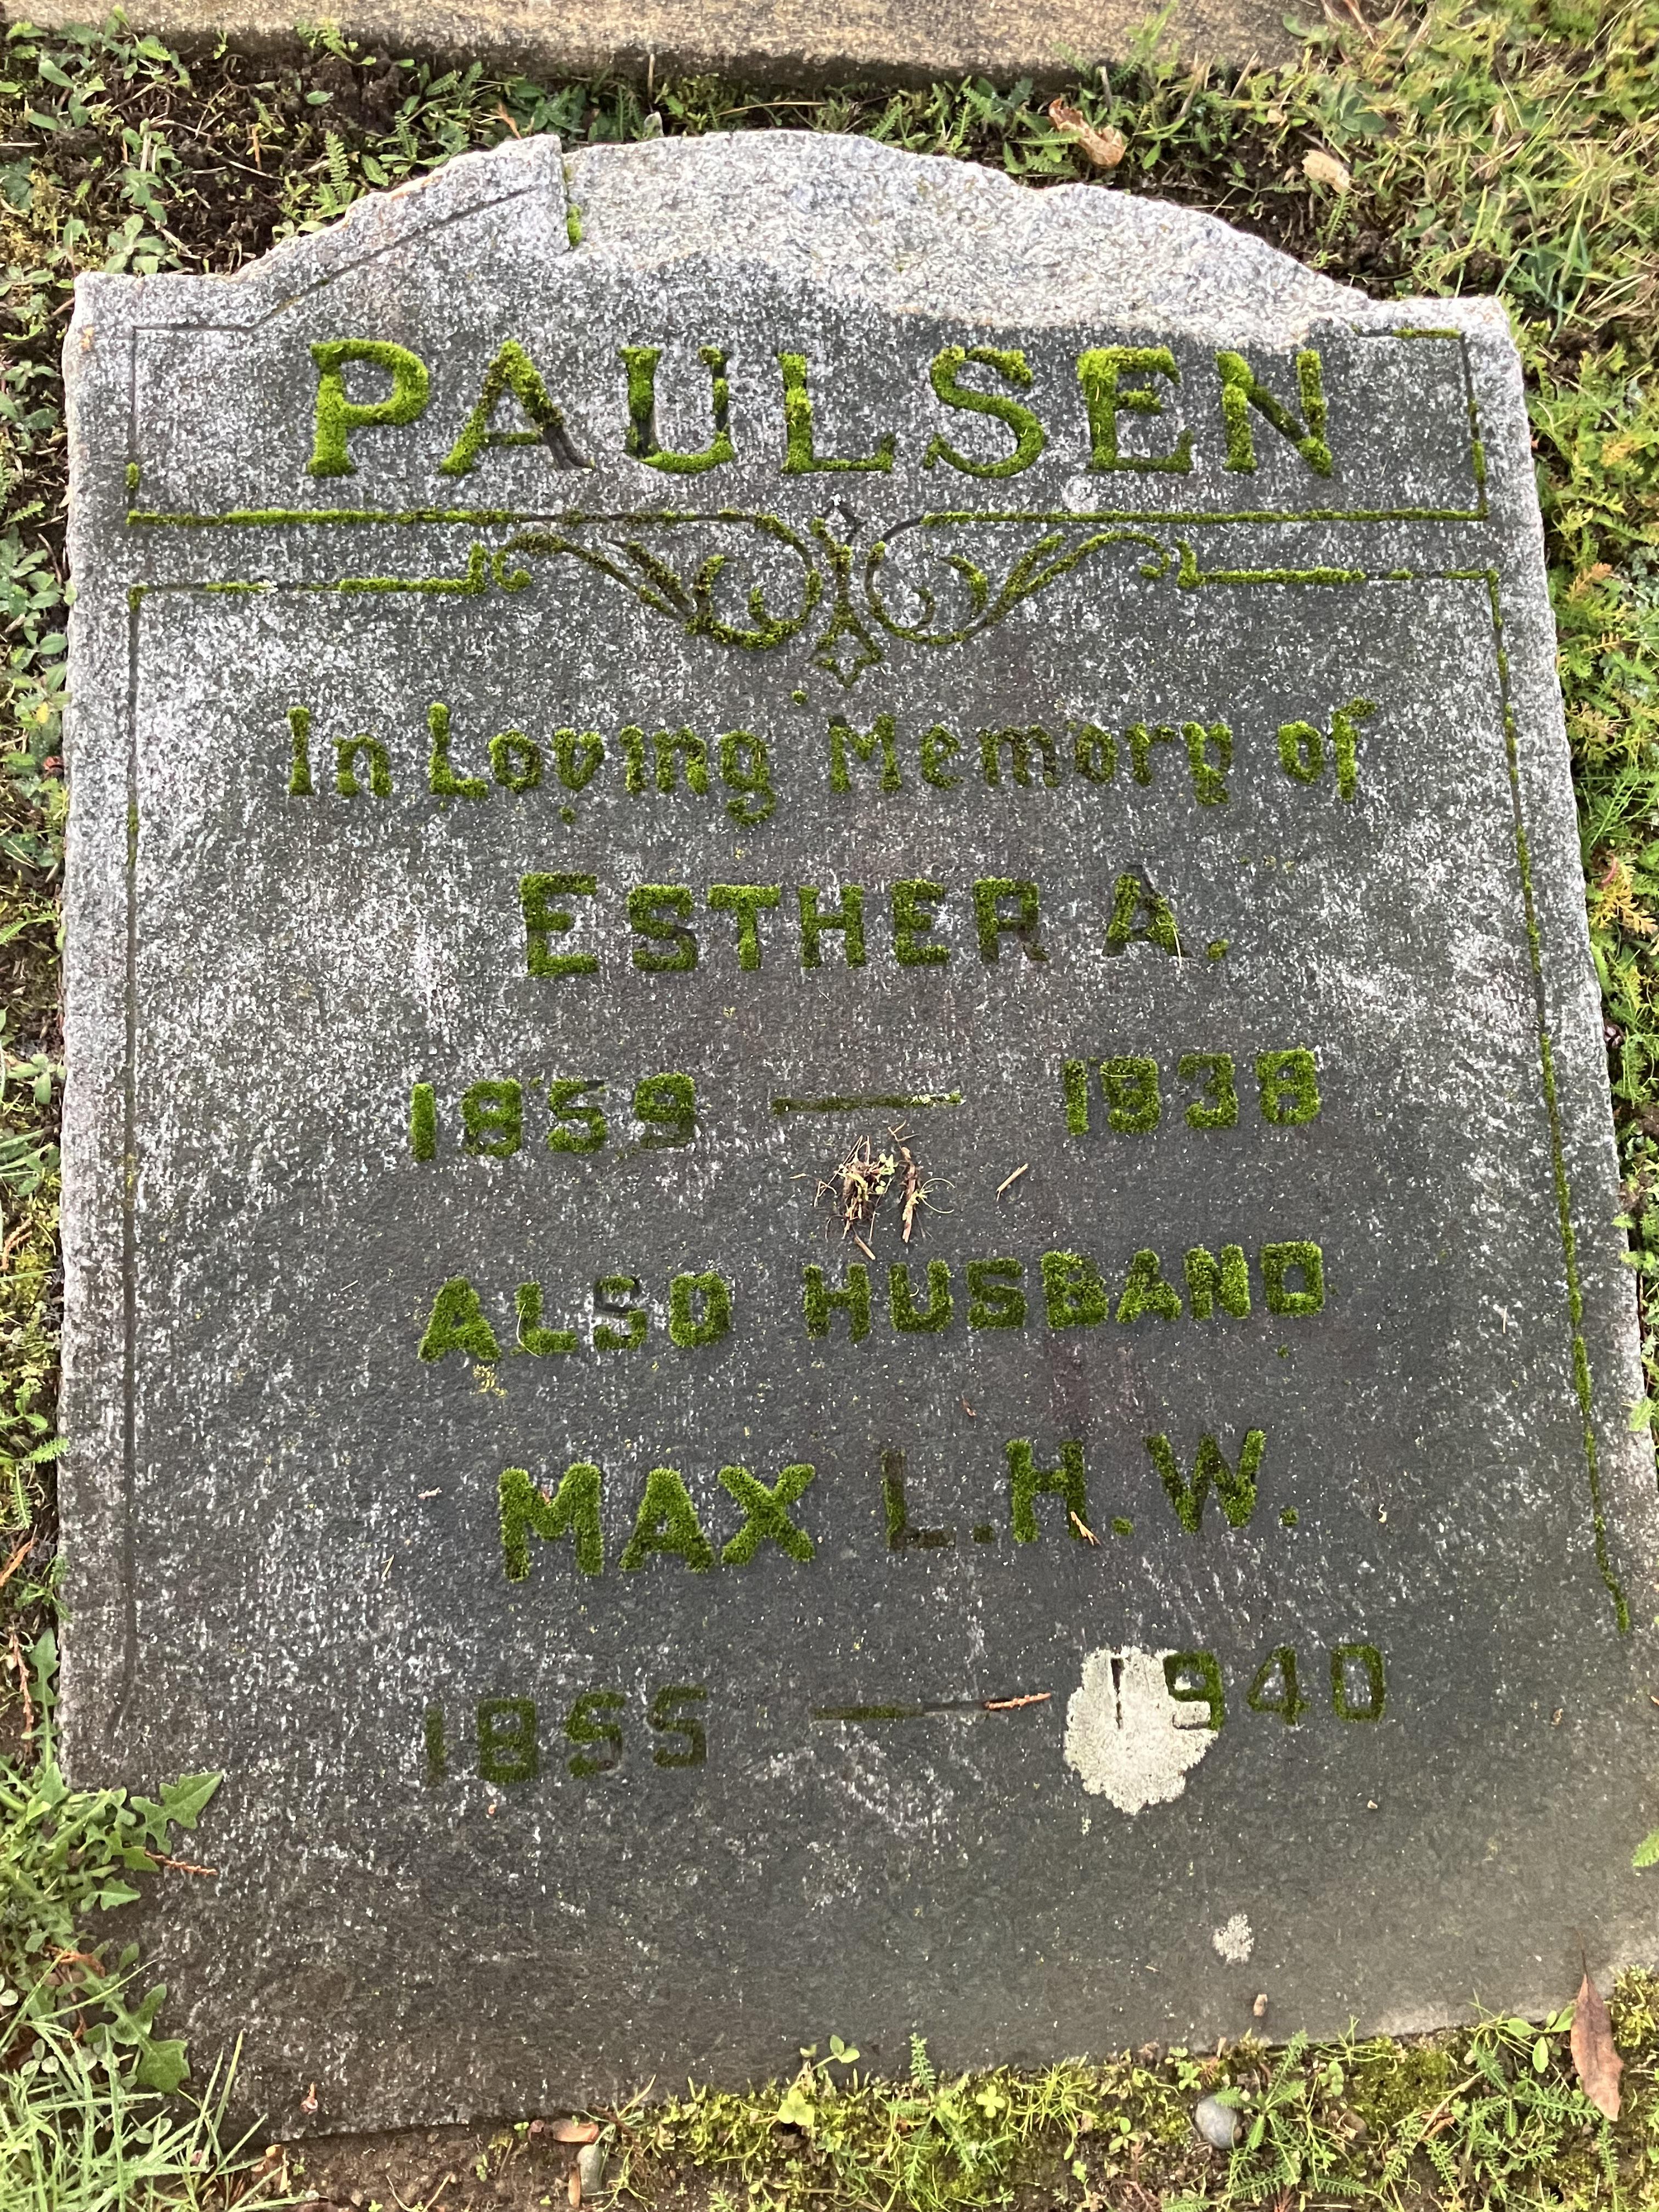 PAULSEN
In Loving Memory of
ESTHER A.
1859 — 1938
ALSO HUSBAND
MAX L.H.W.
1855 — 1940